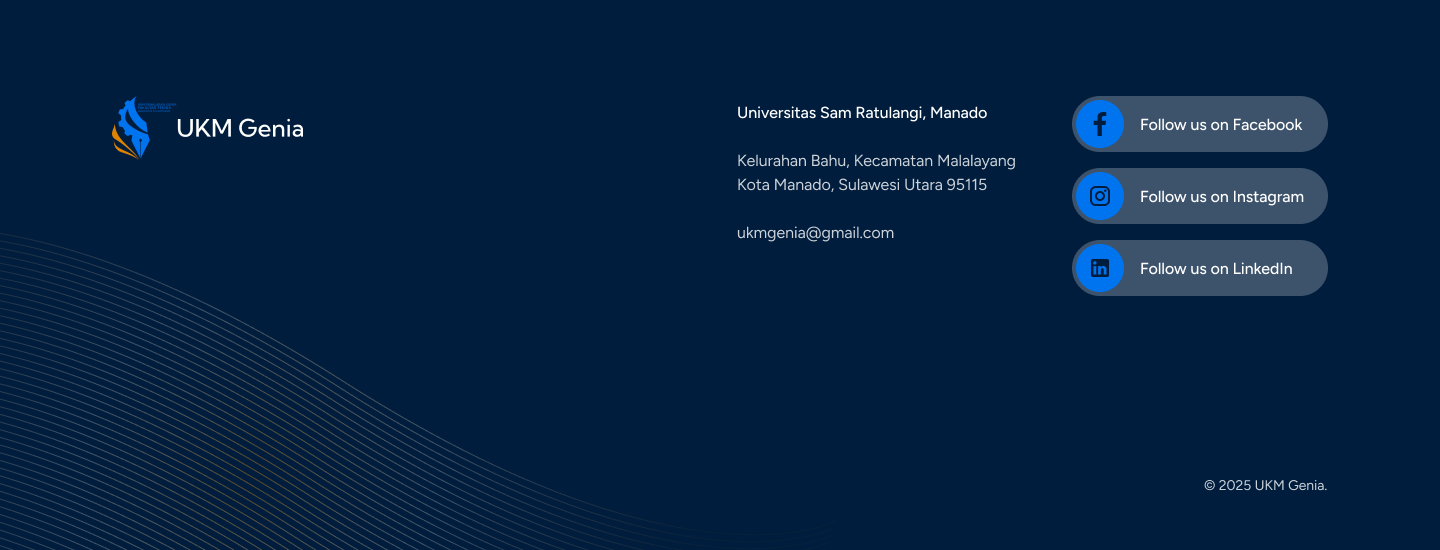 UKM Genia
Universitas Sam Ratulangi, Manado
Kelurahan Bahu, Kecamatan Malalayang
Kota Manado, Sulawesi Utara 95115
ukmgenia@gmail.com
Follow us on Facebook
Follow us on Instagram
Follow us on LinkedIn
© 2025 UKM Genia.